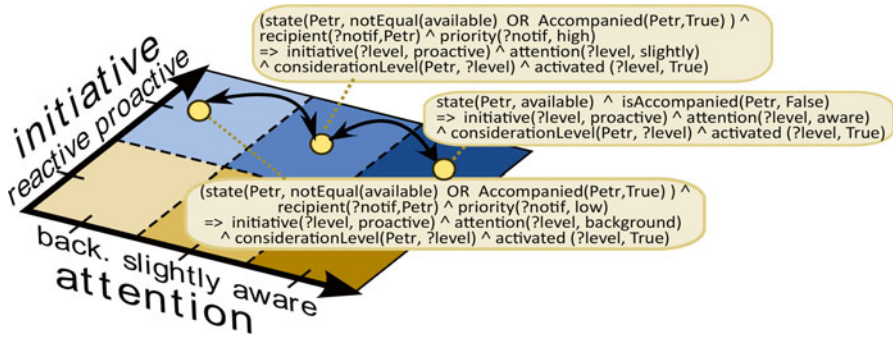 (state(Petr, notEqual(available) OR Accompanied(Petr,True) ) ^
recipient(?notif,Petr) ^ priority(?notif, high)
=> initiative(?level, proactive) ^ attention(?level, slightly)
^ considerationLevel(Petr, ?level) ^ activated (?level, True)
state(Petr, available) ^ isAccompanied(Petr, False)
=> initiative(?level, proactive) ^ attention(?level, aware)
^ considerationLevel(Petr, ?level) ^ activated (?level, True)
(state(Petr, notEqual(available) OR Accompanied(Petr,True) ) ^
recipient(?notif,Petr) ^ priority(?notif, low)
=> initiative(?level, proactive) ^ attention(?level, background)
^ considerationLevel(Petr, ?level) ^ activated (?level, True)
initiative
reactive proactive
back. slightly aware
attention